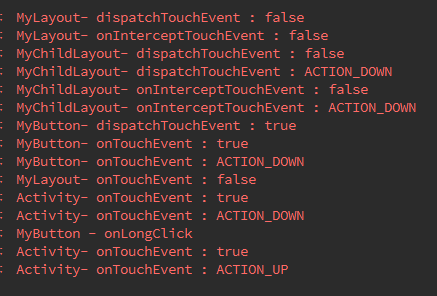 : MyLayout- dispatchTouchEvent : false
: MyLayout- onInterceptTouchEvent : false
: MyChildLayout- dispatchTouchEvent : false
: MyChildLayout- dispatchTouchEvent : ACTION_DOWN
: MyChildLayout- onInterceptTouchEvent : false
: MyChildLayout- onInterceptTouchEvent : ACTION_DOWN
: MyButton- dispatchTouchEvent : true
: MyButton- onTouchEvent : true
: MyButton- onTouchEvent : ACTION_DOWN
: MyLayout- onTouchEvent : false
: Activity- onTouchEvent : true
: Activity- onTouchEvent : ACTION_DOWN
: MyButton - onLongClick
: Activity- onTouchEvent : true
: Activity- onTouchEvent : ACTION_UP